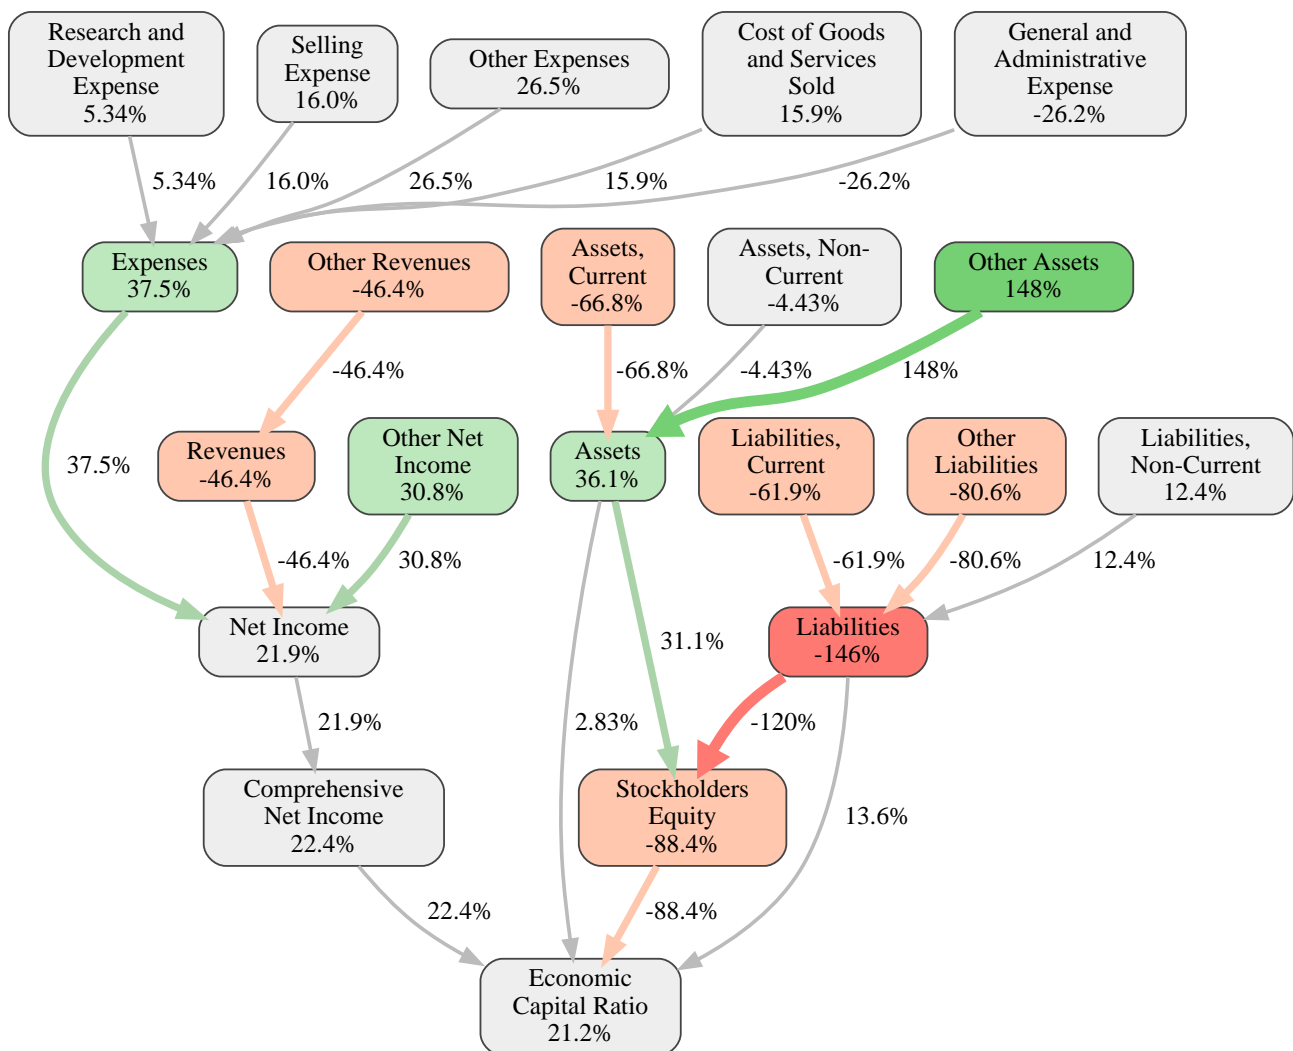 Research and
Development
Expense
5.34%
Selling
Expense
16.0%
Other Expenses
26.5%
Cost of Goods
and Services
Sold
15.9%
General and
Administrative
Expense
-26.2%
5.34%
16.0%
26.5%
15.9%
-26.2%
Expenses
37.5%
Other Revenues
-46.4%
Assets,
Current
-66.8%
Assets, Non-
Current
-4.43%
Other Assets
148%
-46.4%
-66.8%
-4.43%
148%
37.5%
Revenues
-46.4%
Other Net
Income
30.8%
Assets
36.1%
Liabilities,
Current
-61.9%
Other
Liabilities
-80.6%
Liabilities,
Non-Current
12.4%
-46.4%
30.8%
-61.9%
-80.6%
12.4%
Net Income
21.9%
31.1%
Liabilities
-146%
21.9%
2.83%
-120%
Comprehensive
Net Income
22.4%
Stockholders
Equity
-88.4%
13.6%
22.4%
-88.4%
Economic
Capital Ratio
21.2%